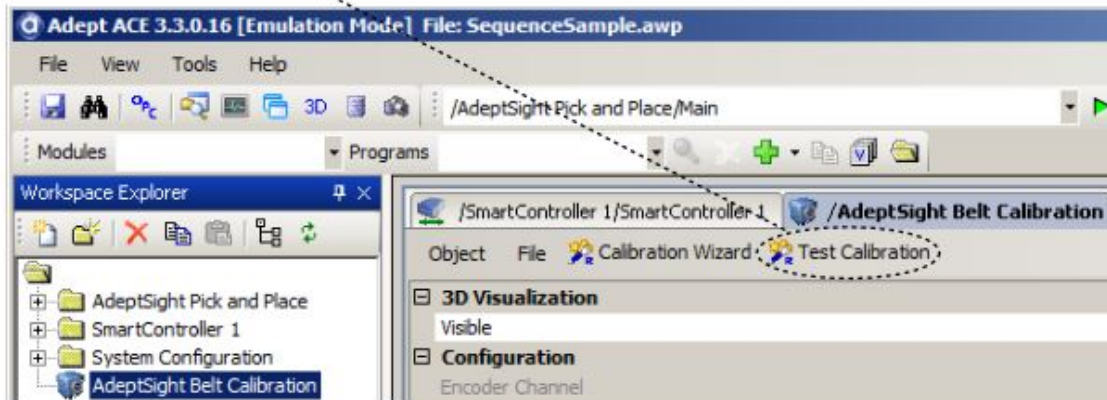 Adept ACE 3.3.0.16 [Emulation Mode] File: SequenceSample.awp
File View Tools Help
OPC 3D /AdeptSight Pick and Place/Main
Modules Programs
Workspace Explorer
/SmartController 1/SmartController 1 /AdeptSight Belt Calibration
Object File Calibration Wizard Test Calibration
AdeptSight Pick and Place
SmartController 1
System Configuration
AdeptSight Belt Calibration
3D Visualization
Visible
Configuration
Encoder Channel